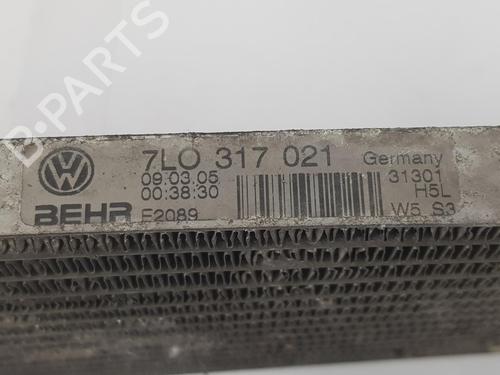 B-PARTS
7L0 317 021 Germany
09.03.05 31301
00:38:30 H5L
BEHR F2089 W5 S3